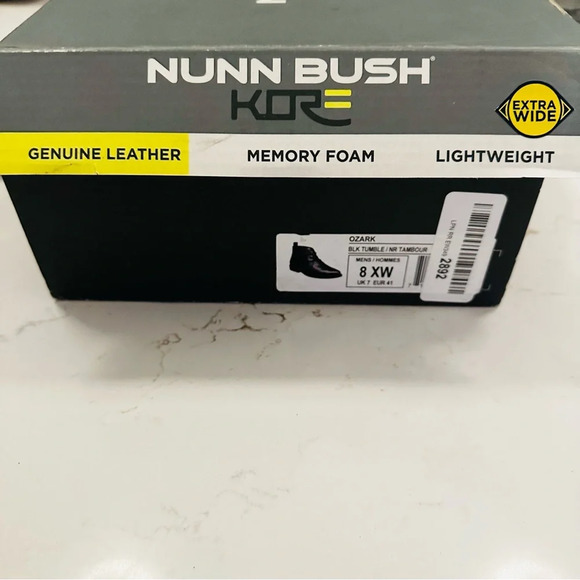 NUNN BUSH®
KORE
EXTRA
WIDE
GENUINE LEATHER
MEMORY FOAM
LIGHTWEIGHT
OZARK
BLK TUMBLE / NR TAMBOUR
MENS / HOMMES
8 XW
UK 7 EUR 41
2892